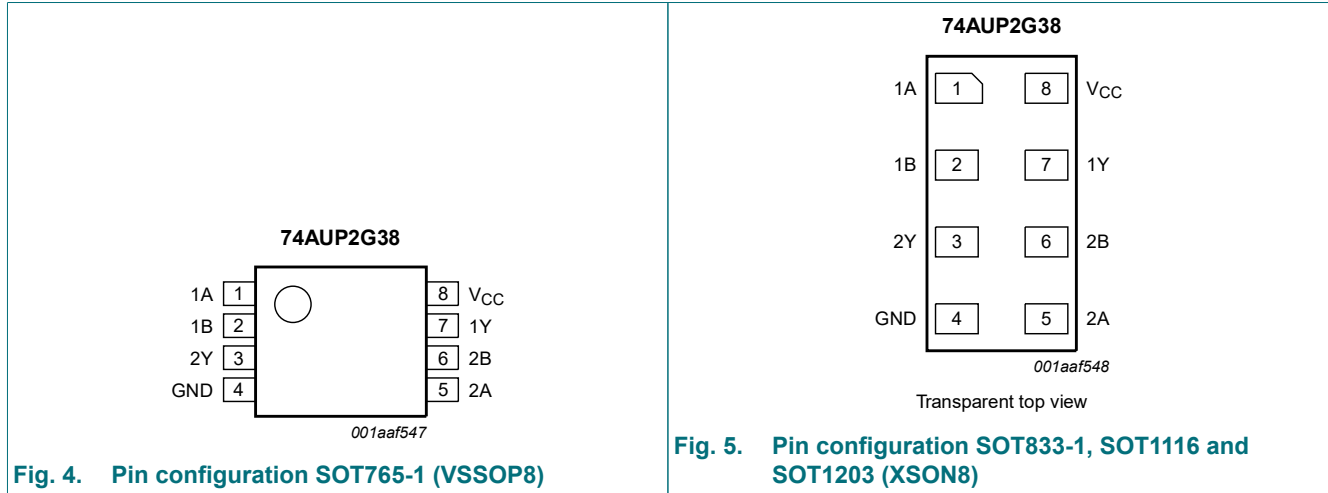 74AUP2G38
1A 1 8 VCC
1B 2 7 1Y
2Y 3 6 2B
GND 4 5 2A
001aaf547
Fig. 4. Pin configuration SOT765-1 (VSSOP8)
74AUP2G38
1A 1 8 VCC
1B 2 7 1Y
2Y 3 6 2B
GND 4 5 2A
001aaf548
Transparent top view
Fig. 5. Pin configuration SOT833-1, SOT1116 and
SOT1203 (XSON8)